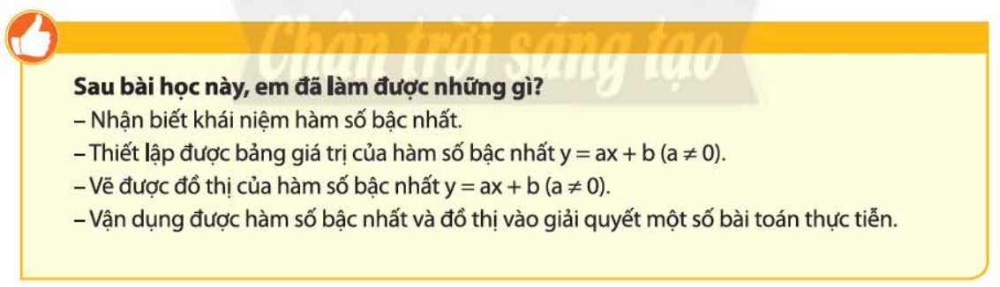 Chân trời sáng tạo
Sau bài học này, em đã làm được những gì?
– Nhận biết khái niệm hàm số bậc nhất.
– Thiết lập được bảng giá trị của hàm số bậc nhất y = ax + b (a ≠ 0).
– Vẽ được đồ thị của hàm số bậc nhất y = ax + b (a ≠ 0).
– Vận dụng được hàm số bậc nhất và đồ thị vào giải quyết một số bài toán thực tiễn.